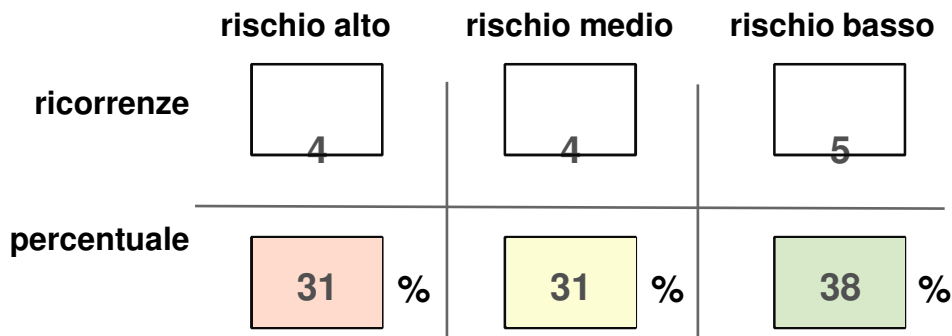 rischio alto rischio medio rischio basso
ricorrenze
4 4 5
percentuale
31 % 31 % 38 %